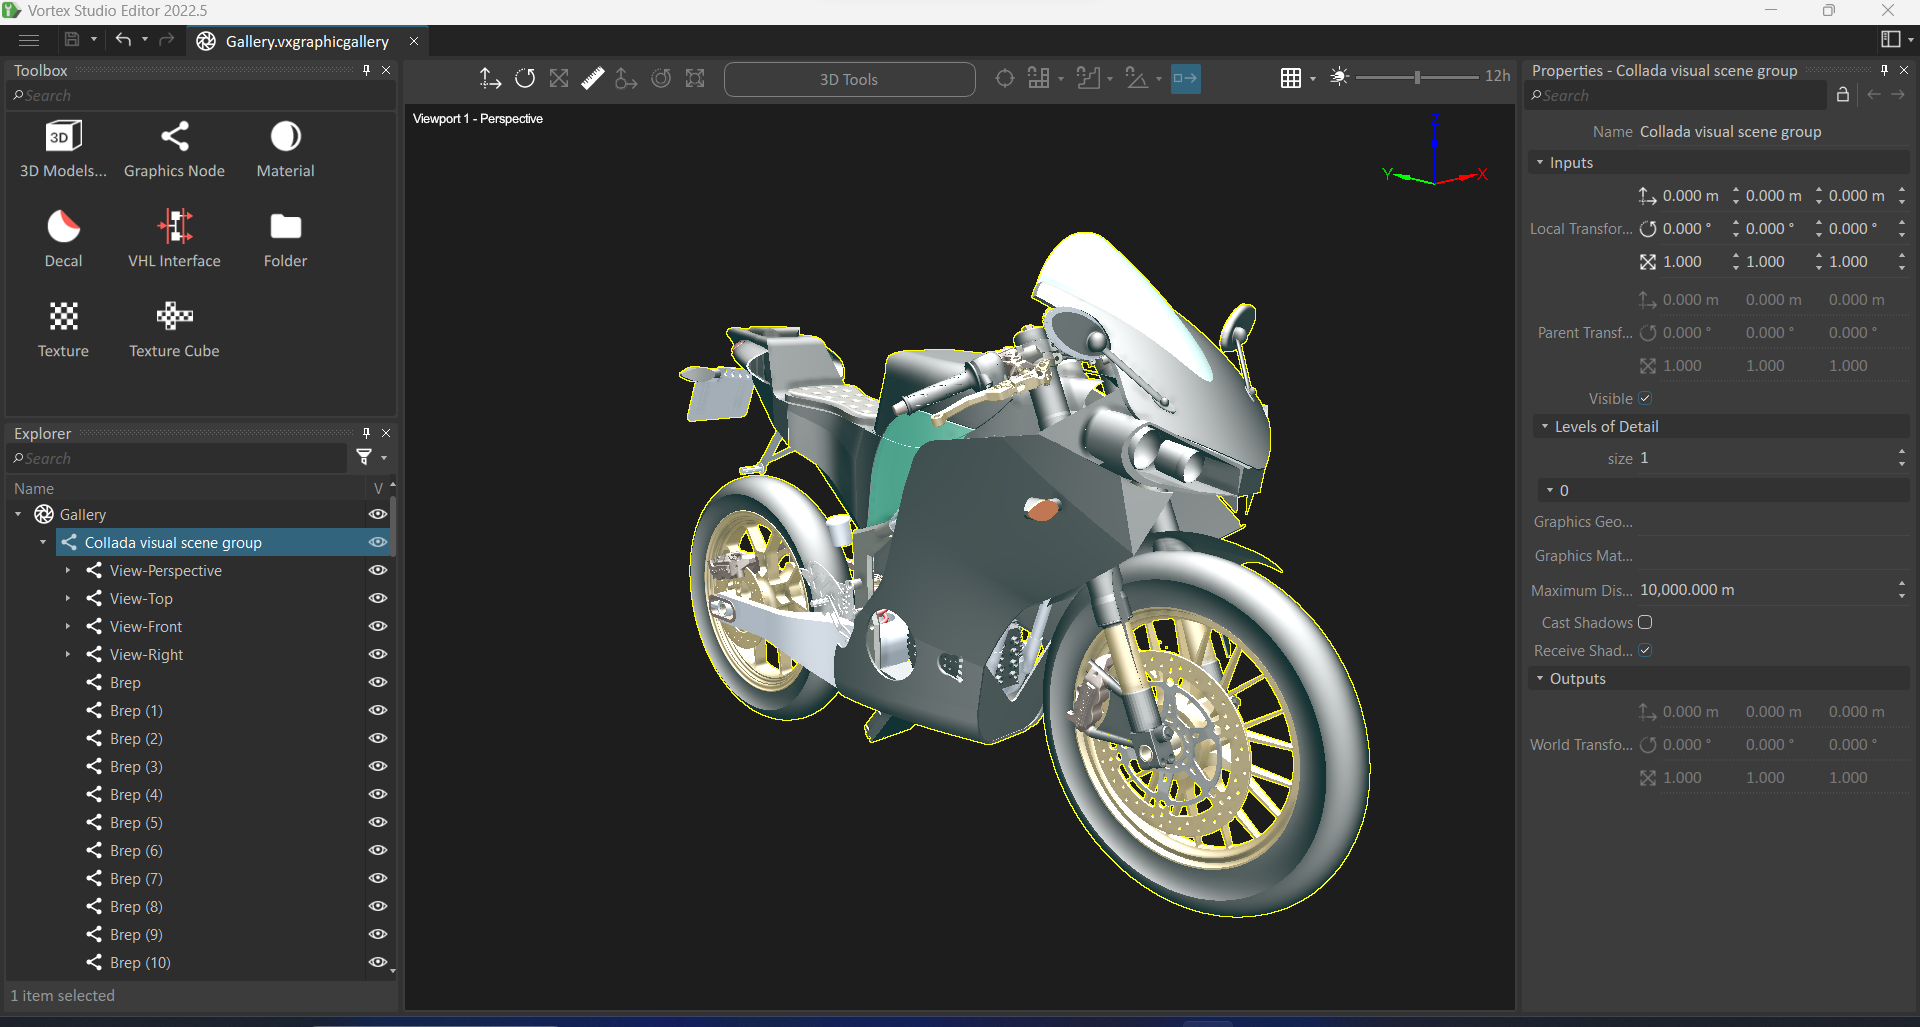 Vortex Studio Editor 2022.5
Gallery.vxgraphicgallery
Toolbox
Search
3D
3D Models...
Graphics Node
Material
Decal
VHL Interface
Folder
Texture
Texture Cube
Explorer
Search
Name V
Gallery
Collada visual scene group
View-Perspective
View-Top
View-Front
View-Right
Brep
Brep (1)
Brep (2)
Brep (3)
Brep (4)
Brep (5)
Brep (6)
Brep (7)
Brep (8)
Brep (9)
Brep (10)
1 item selected
3D Tools
12h
Viewport 1 - Perspective
Z
Y X
Properties - Collada visual scene group
Search
Name Collada visual scene group
Inputs
0.000 m 0.000 m 0.000 m
Local Transfor... 0.000 ° 0.000 ° 0.000 °
1.000 1.000 1.000
0.000 m 0.000 m 0.000 m
Parent Transf... 0.000 ° 0.000 ° 0.000 °
1.000 1.000 1.000
Visible
Levels of Detail
size 1
0
Graphics Geo...
Graphics Mat...
Maximum Dis... 10,000.000 m
Cast Shadows
Receive Shad...
Outputs
0.000 m 0.000 m 0.000 m
World Transfo... 0.000 ° 0.000 ° 0.000 °
1.000 1.000 1.000